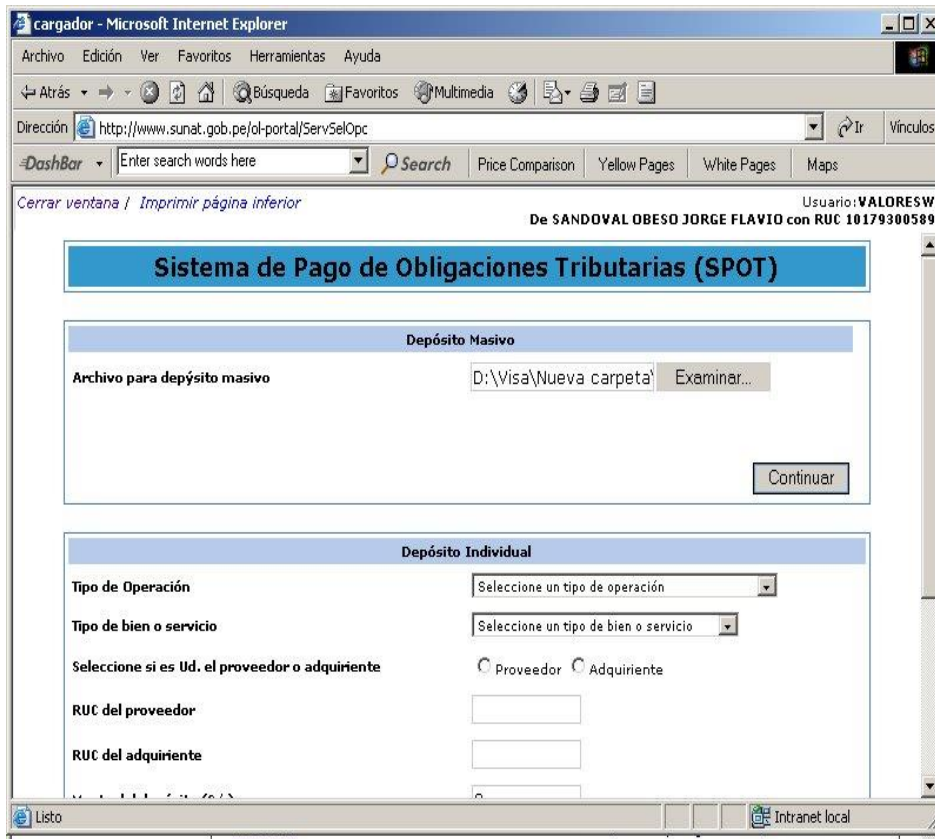 cargador - Microsoft Internet Explorer
Archivo Edición Ver Favoritos Herramientas Ayuda
Atrás Búsqueda Favoritos Multimedia
Dirección http://www.sunat.gob.pe/ol-portal/ServSelOpc Ir Vínculos
DashBar Enter search words here Search Price Comparison Yellow Pages White Pages Maps
Cerrar ventana / Imprimir página inferior Usuario: VALORESW
De SANDOVAL OBESO JORGE FLAVIO con RUC 10179300589
Sistema de Pago de Obligaciones Tributarias (SPOT)
Depósito Masivo
Archivo para depýsito masivo D:\Visa\Nueva carpeta\ Examinar...
Continuar
Depósito Individual
Tipo de Operación Seleccione un tipo de operación
Tipo de bien o servicio Seleccione un tipo de bien o servicio
Seleccione si es Ud. el proveedor o adquiriente Proveedor Adquiriente
RUC del proveedor
RUC del adquiriente
Listo Intranet local